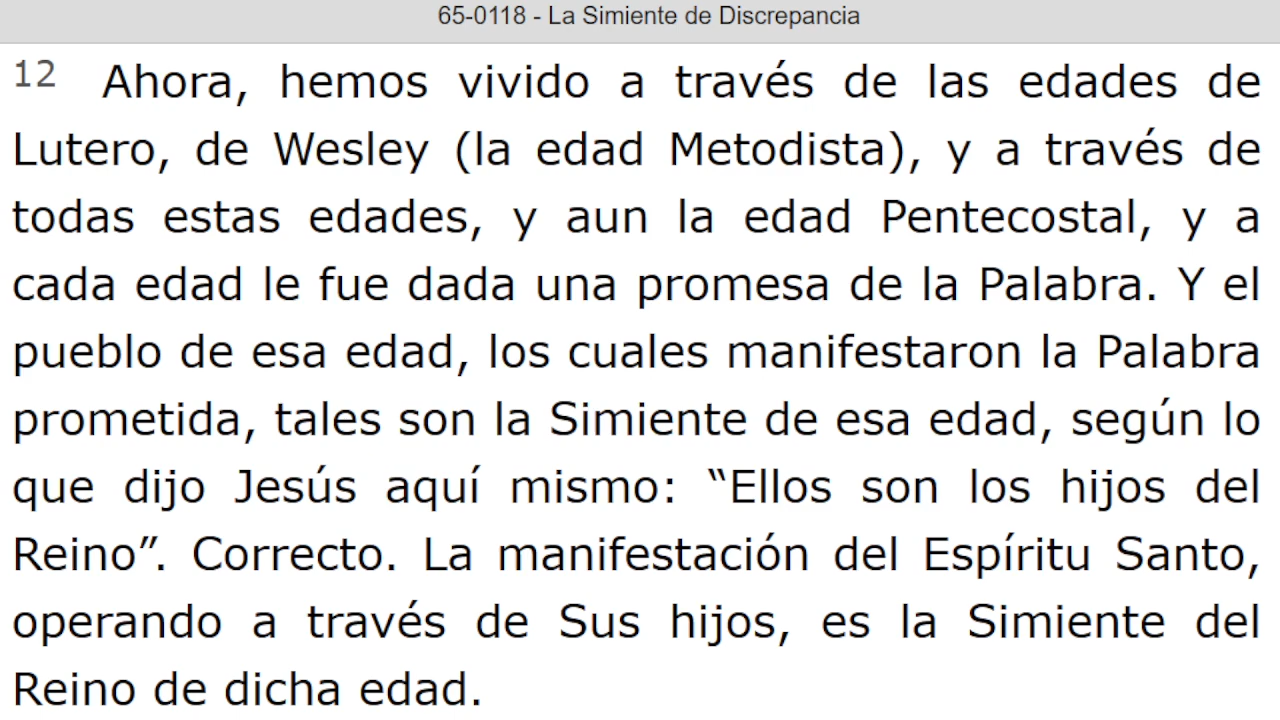 65-0118 - La Simiente de Discrepancia
12 Ahora, hemos vivido a través de las edades de
Lutero, de Wesley (la edad Metodista), y a través de
todas estas edades, y aun la edad Pentecostal, y a
cada edad le fue dada una promesa de la Palabra. Y el
pueblo de esa edad, los cuales manifestaron la Palabra
prometida, tales son la Simiente de esa edad, según lo
que dijo Jesús aquí mismo: “Ellos son los hijos del
Reino”. Correcto. La manifestación del Espíritu Santo,
operando a través de Sus hijos, es la Simiente del
Reino de dicha edad.